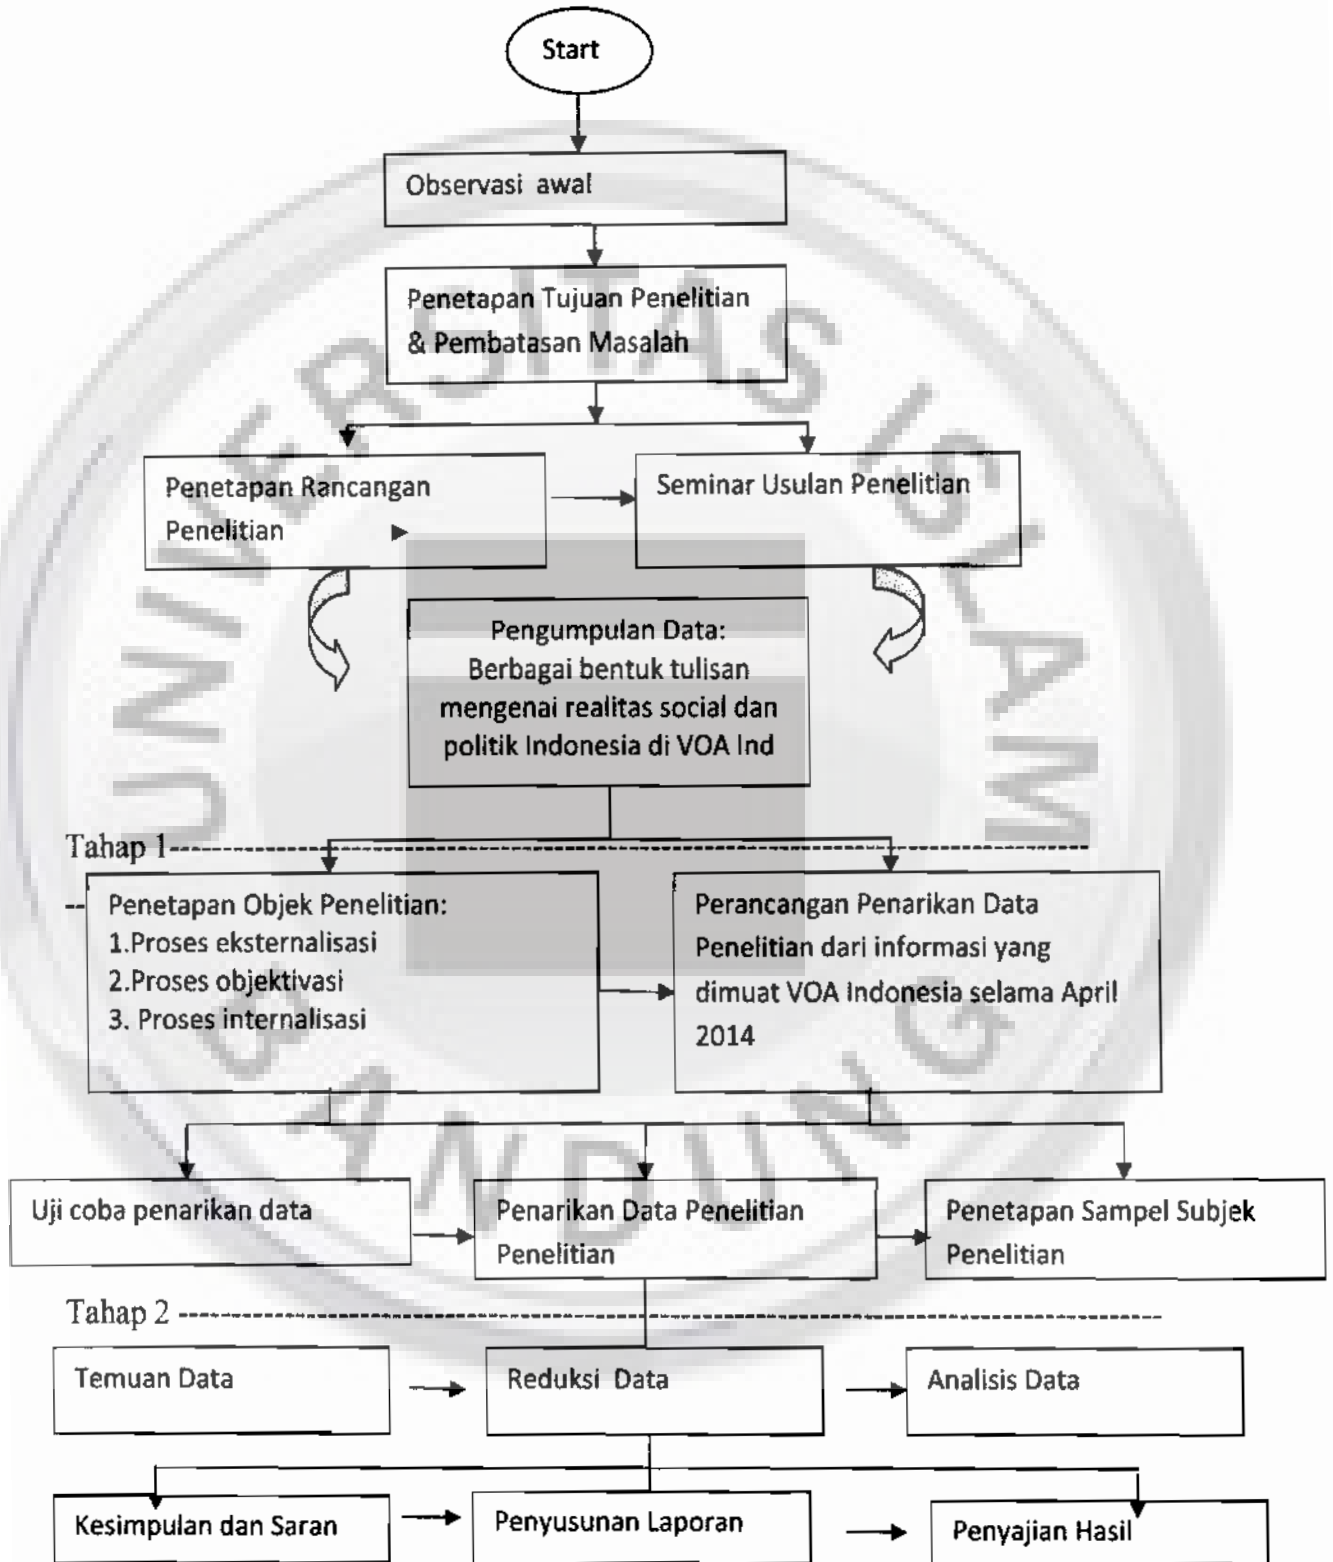 Start
Observasi awal
Penetapan Tujuan Penelitian
& Pembatasan Masalah
Penetapan Rancangan
Penelitian
Seminar Usulan Penelitian
Pengumpulan Data:
Berbagai bentuk tulisan
mengenai realitas social dan
politik Indonesia di VOA Ind
Tahap 1
Penetapan Objek Penelitian:
1.Proses eksternalisasi
2.Proses objektivasi
3. Proses internalisasi
Perancangan Penarikan Data
Penelitian dari informasi yang
dimuat VOA Indonesia selama April
2014
Uji coba penarikan data
Penarikan Data Penelitian
Penelitian
Penetapan Sampel Subjek
Penelitian
Tahap 2
Temuan Data
Reduksi Data
Analisis Data
Kesimpulan dan Saran
Penyusunan Laporan
Penyajian Hasil
UNIVERSITAS ISLAM
BANDUNG